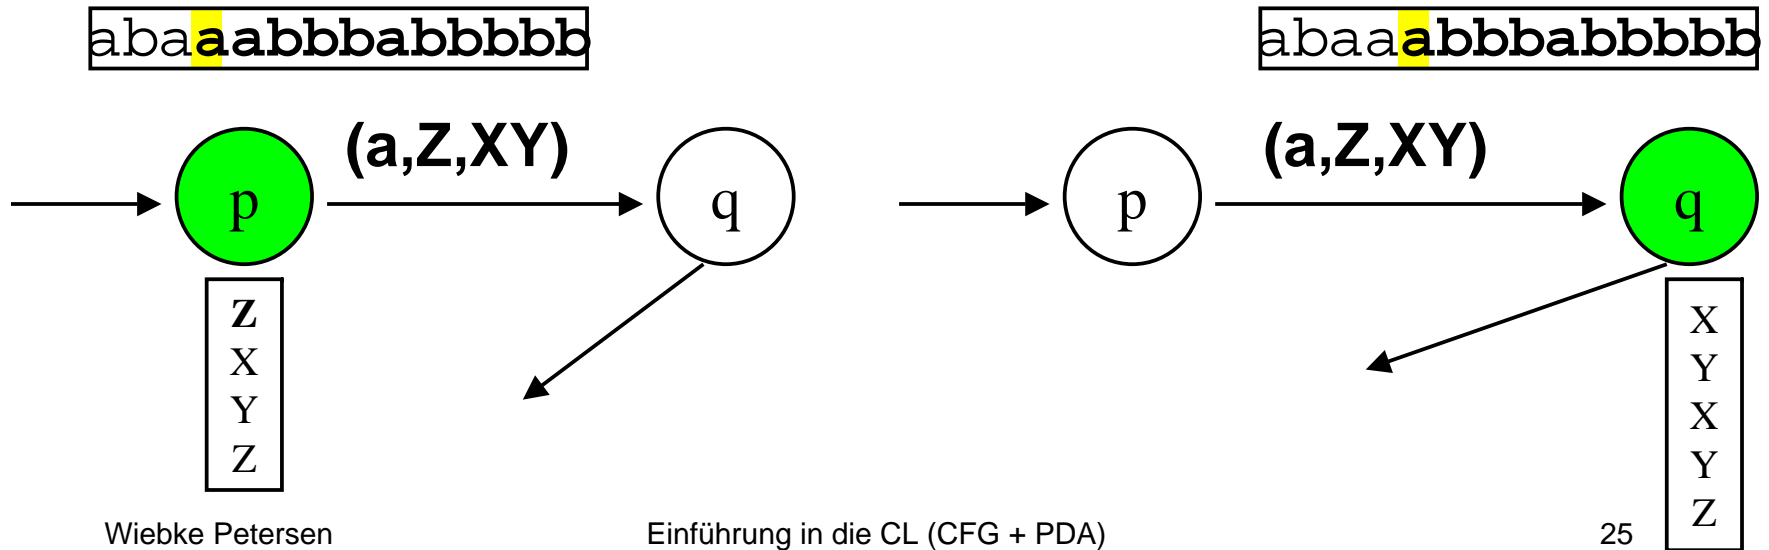 abaaabbbabbbbb
abaaabbbabbbbb
(a,Z,XY)
(a,Z,XY)
p
q
p
q
Z
X
Y
Z
X
Y
X
Y
Z
Wiebke Petersen
Einführung in die CL (CFG + PDA)
25